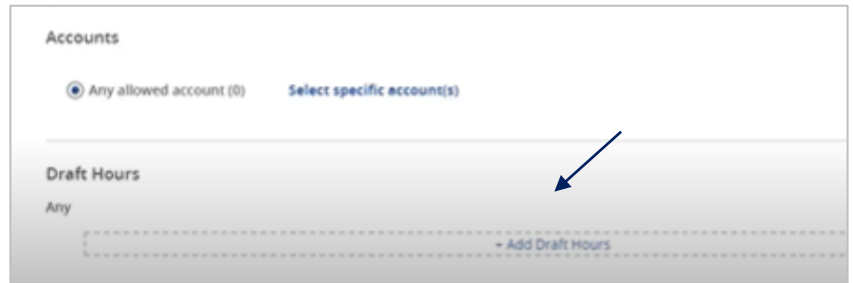 Accounts
Any allowed account (0) Select specific account(s)
Draft Hours
Any
+ Add Draft Hours